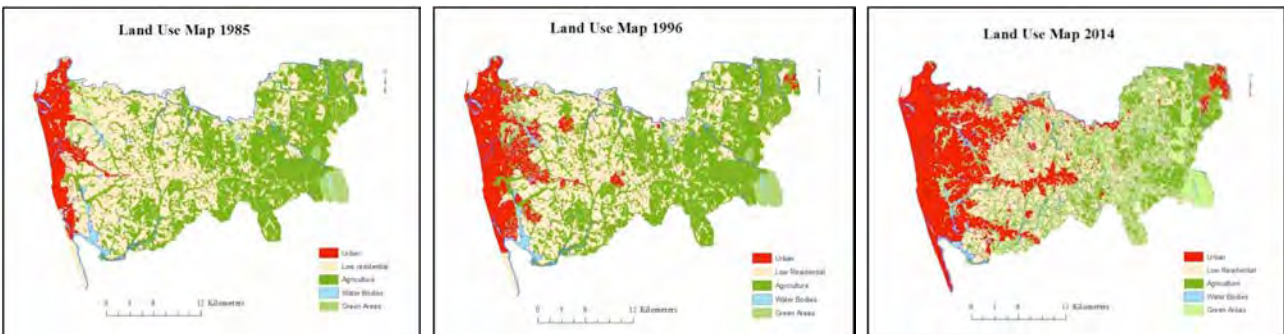 Land Use Map 1985
Urban
Low residential
Agriculture
Water Bodies
Green Areas
12 Kilometers
Land Use Map 1996
Urban
Low Residential
Agriculture
Water Bodies
Green Areas
12 Kilometers
Land Use Map 2014
Urban
Low Residential
Agriculture
Water Bodies
Green Areas
Kilometers